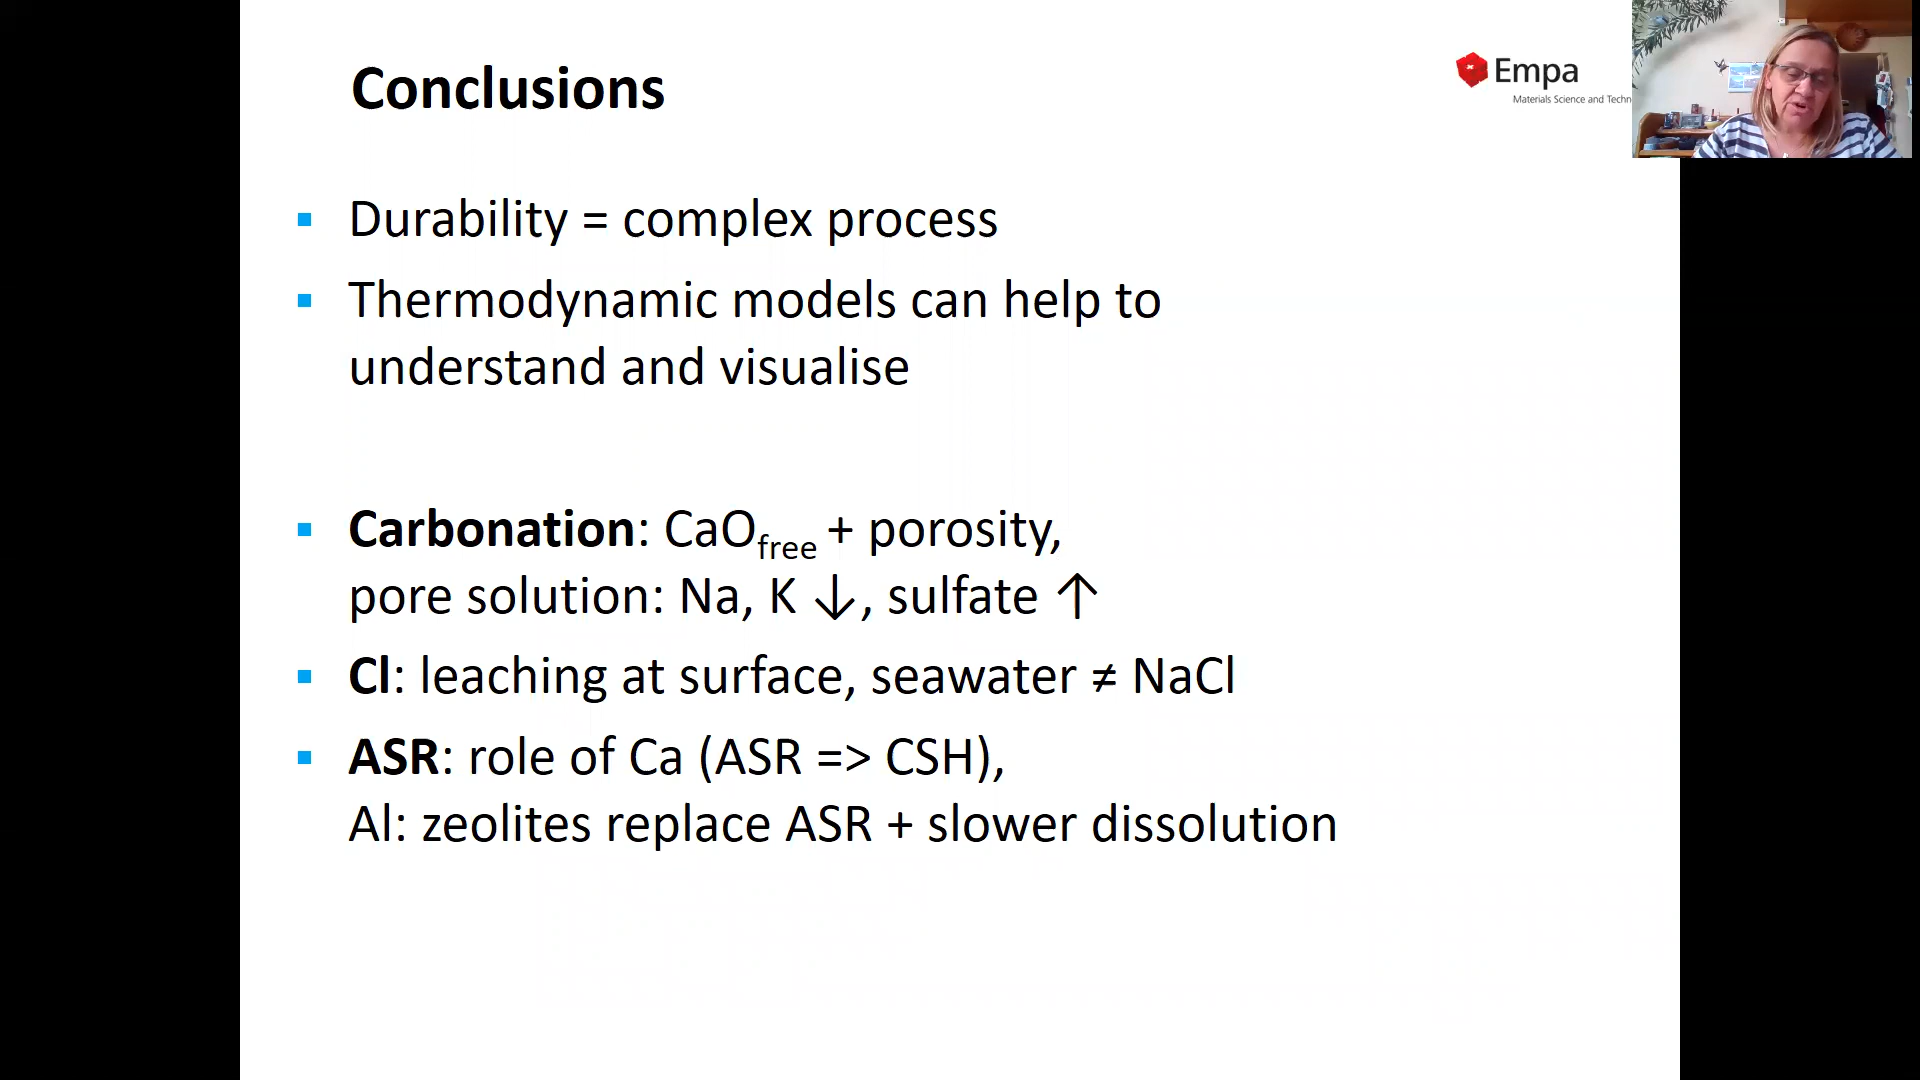 Conclusions
Empa
Materials Science and Techn
Durability = complex process
Thermodynamic models can help to
understand and visualise
Carbonation: CaOfree + porosity,
pore solution: Na, K ↓, sulfate ↑
Cl: leaching at surface, seawater ≠ NaCl
ASR: role of Ca (ASR => CSH),
Al: zeolites replace ASR + slower dissolution